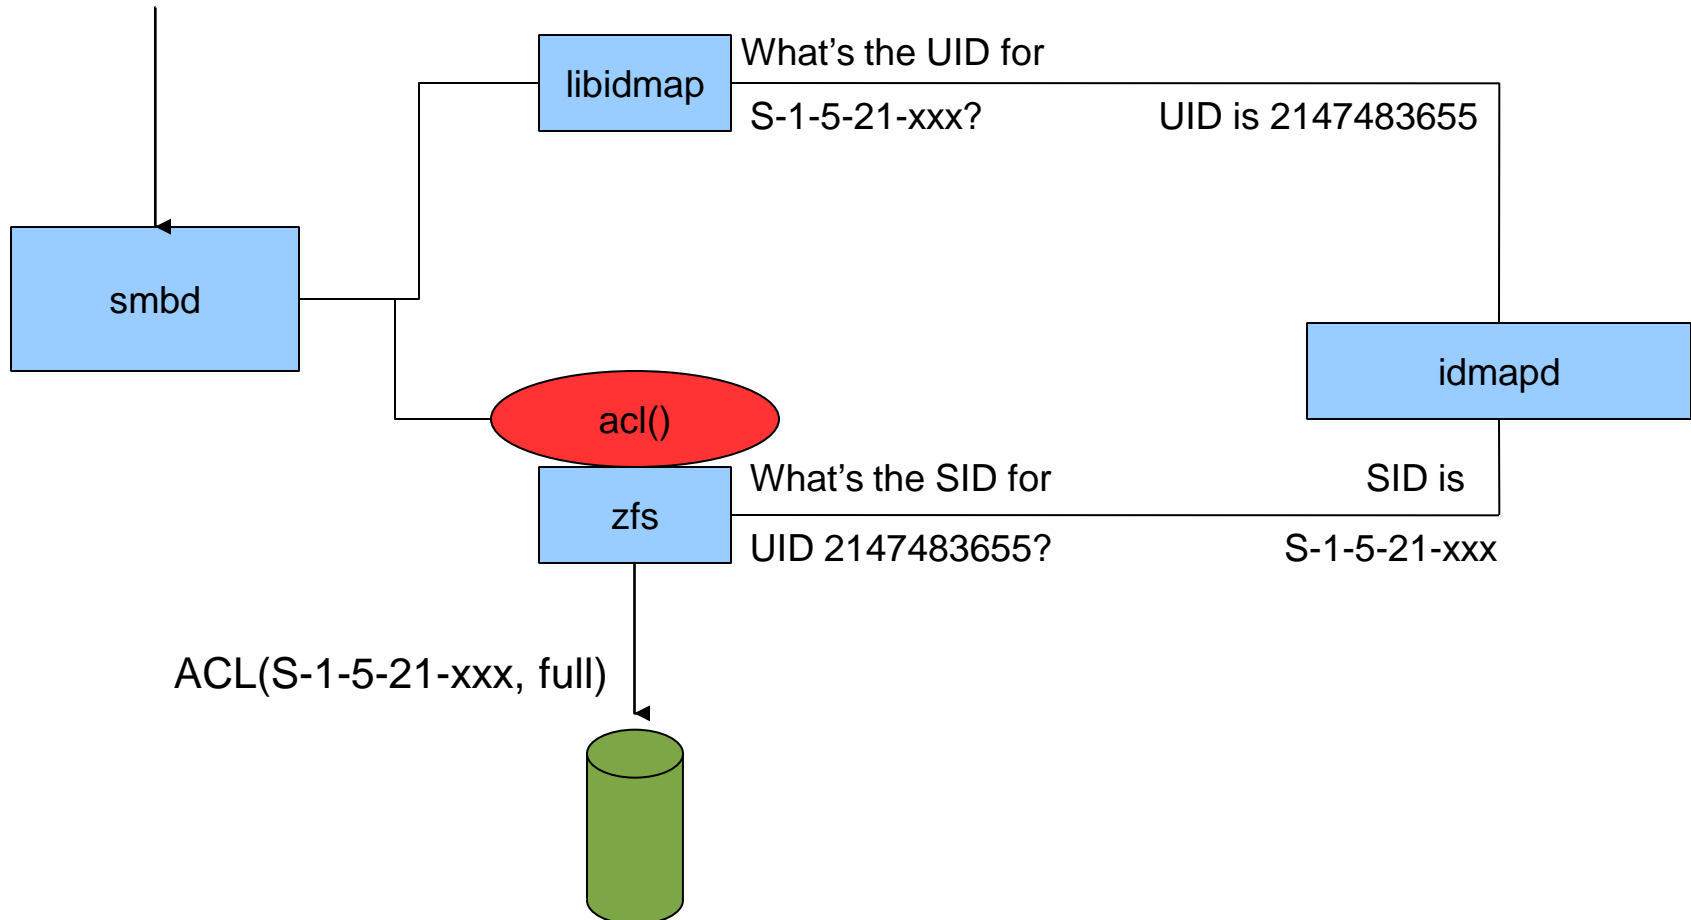 What’s the UID for
libidmap
S-1-5-21-xxx?
UID is 2147483655
smbd
idmapd
acl()
What’s the SID for
SID is
zfs
UID 2147483655?
S-1-5-21-xxx
ACL(S-1-5-21-xxx, full)